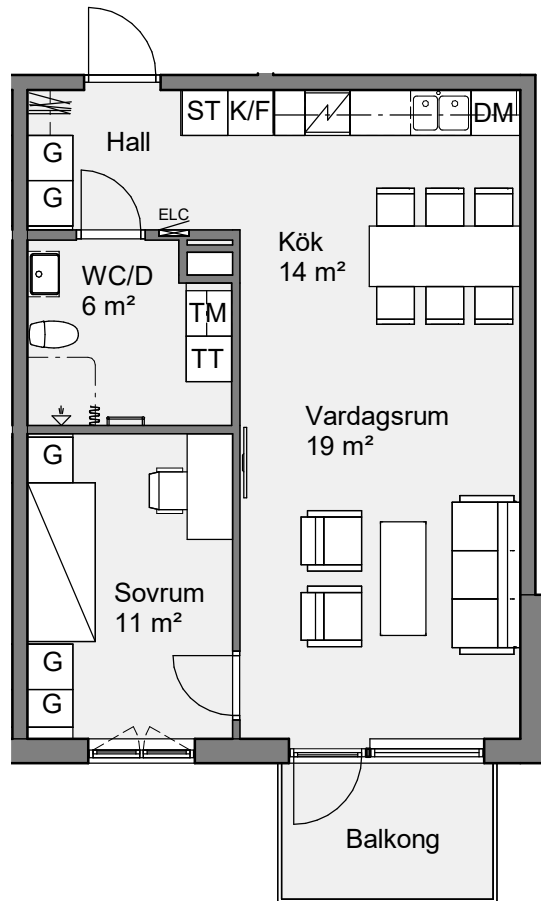 ST K/F DM
Hall
G
G
ELC
Kök
14 m²
WC/D
6 m²
TM
TT
Vardagsrum
19 m²
G
Sovrum
11 m²
G
G
Balkong